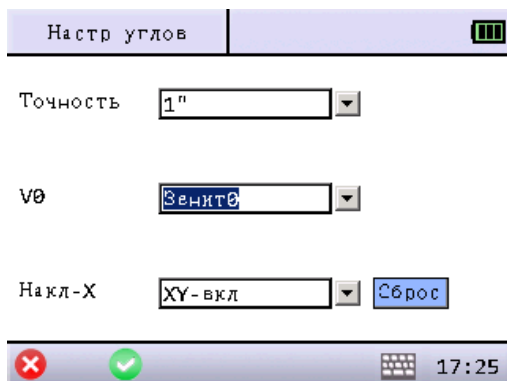 Настр углов
Точность 1"
V0 Зенит0
Накл-X XY-вкл Сброс
17:25